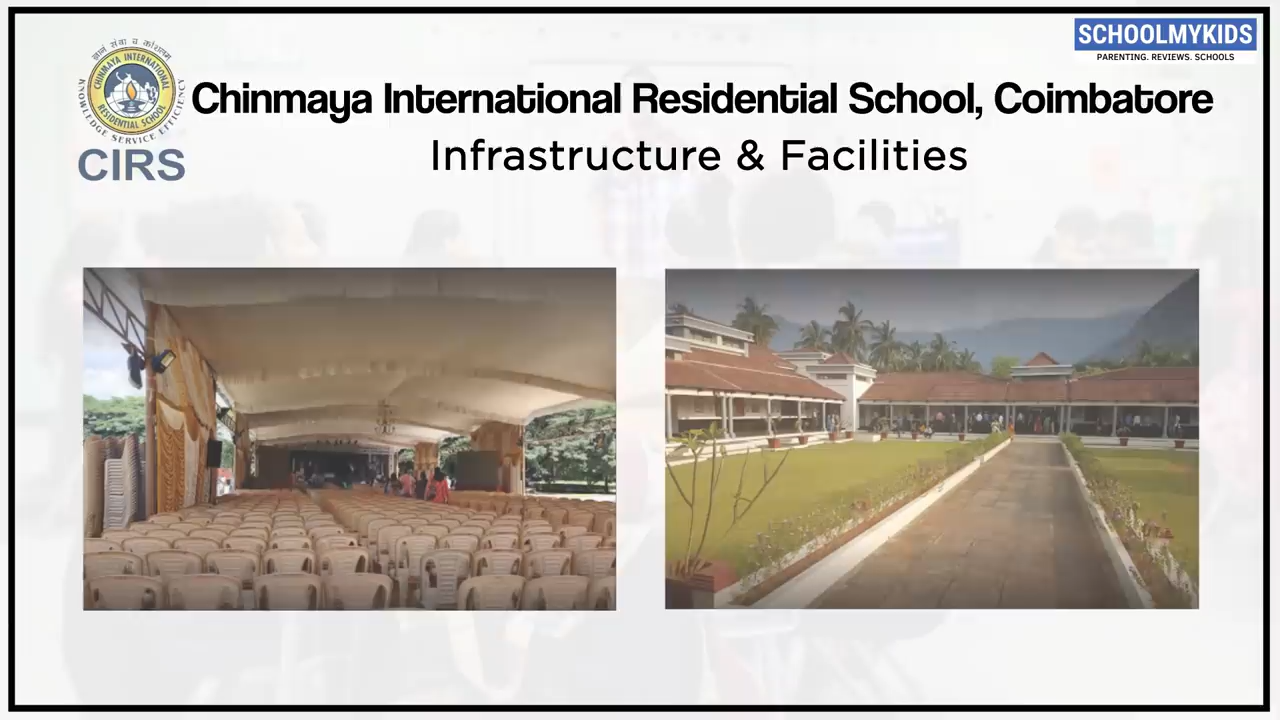 SCHOOLMYKIDS
PARENTING. REVIEWS. SCHOOLS
ज्ञानं सेवा च कौशलम्
CHINMAYA INTERNATIONAL
RESIDENTIAL SCHOOL
KNOWLEDGE SERVICE EFFICIENCY
CIRS
Chinmaya International Residential School, Coimbatore
Infrastructure & Facilities